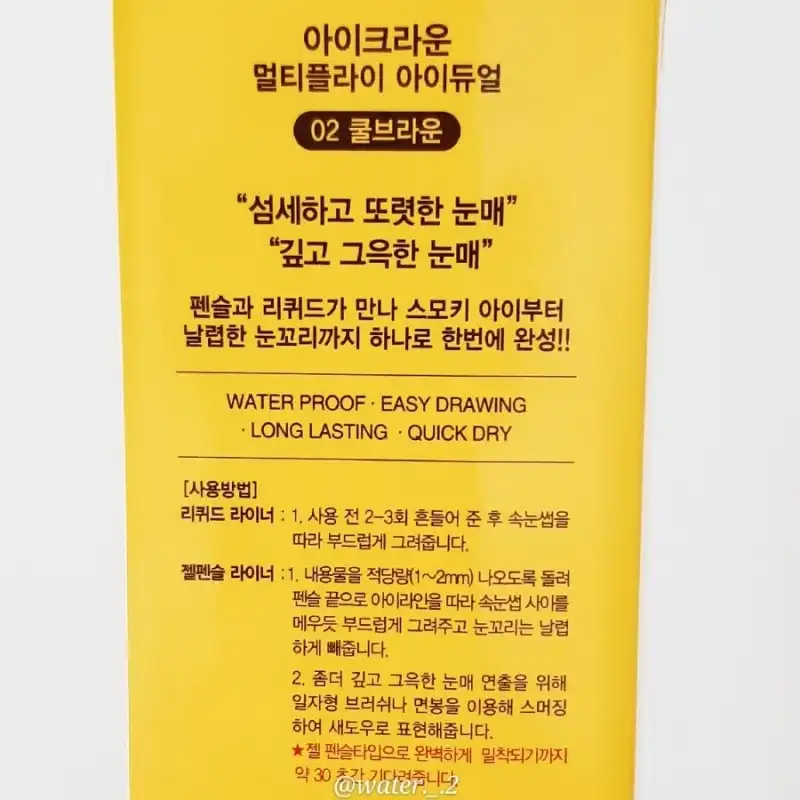 아이크라운
멀티플라이 아이듀얼
02 쿨브라운
“섬세하고 또렷한 눈매”
“깊고 그윽한 눈매”
펜슬과 리퀴드가 만나 스모키 아이부터
날렵한 눈꼬리까지 하나로 한번에 완성!!
WATER PROOF · EASY DRAWING
· LONG LASTING · QUICK DRY
[사용방법]
리퀴드 라이너 : 1. 사용 전 2-3회 흔들어 준 후 속눈썹을
따라 부드럽게 그려줍니다.
젤펜슬 라이너 : 1. 내용물을 적당량(1~2mm) 나오도록 돌려
펜슬 끝으로 아이라인을 따라 속눈썹 사이를
메우듯 부드럽게 그려주고 눈꼬리는 날렵
하게 빼줍니다.
2. 좀더 깊고 그윽한 눈매 연출을 위해
일자형 브러쉬나 면봉을 이용해 스머징
하여 섀도우로 표현해줍니다.
★젤 펜슬타입으로 완벽하게 밀착되기까지
약 30 초간 기다려줍니다.
@water._.2